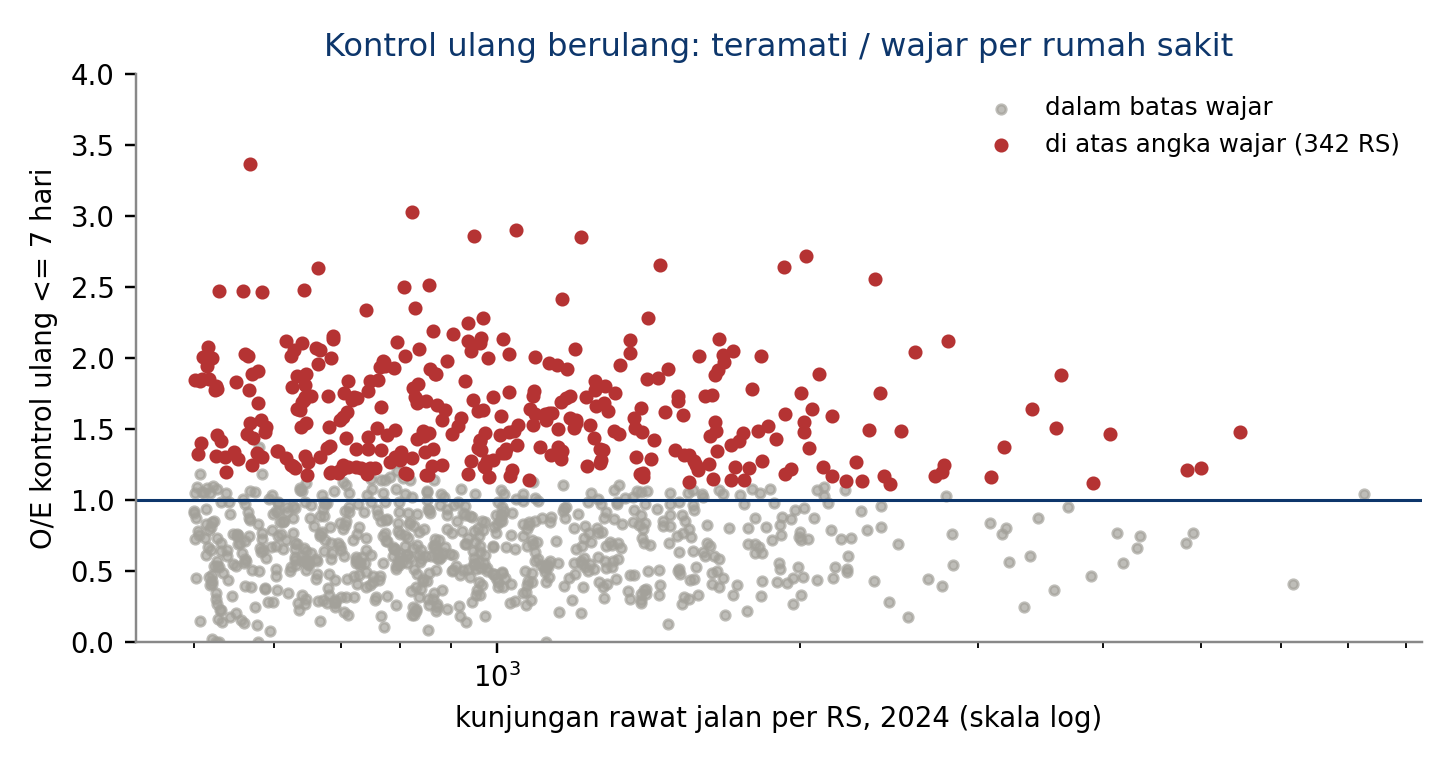 Kontrol ulang berulang: teramati / wajar per rumah sakit
dalam batas wajar
di atas angka wajar (342 RS)
O/E kontrol ulang <= 7 hari
4.0
3.5
3.0
2.5
2.0
1.5
1.0
0.5
0.0
10³
kunjungan rawat jalan per RS, 2024 (skala log)